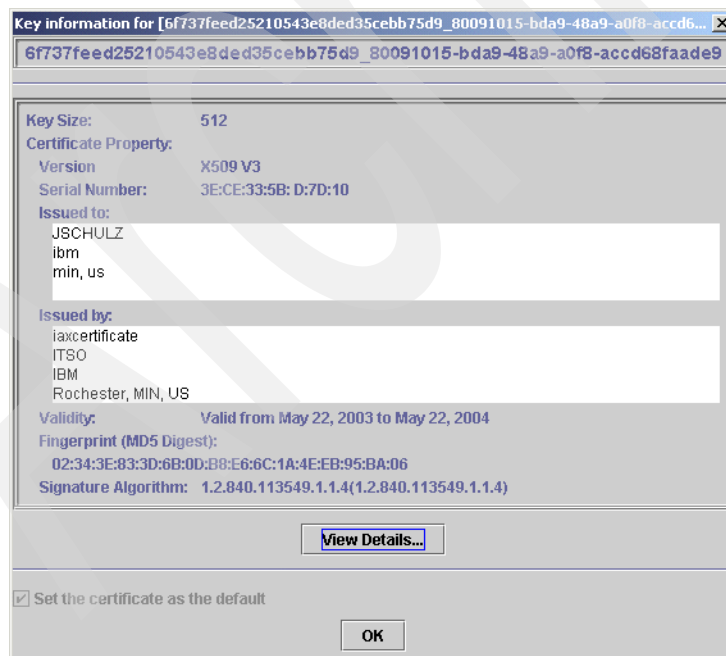 Key information for [6f737feed25210543e8ded35cebb75d9_80091015-bda9-48a9-a0f8-accd6...
6f737feed25210543e8ded35cebb75d9_80091015-bda9-48a9-a0f8-accd68faade9
Key Size: 512
Certificate Property:
Version X509 V3
Serial Number: 3E:CE:33:5B: D:7D:10
Issued to:
JSCHULZ
ibm
min, us
Issued by:
iaxcertificate
ITSO
IBM
Rochester, MIN, US
Validity: Valid from May 22, 2003 to May 22, 2004
Fingerprint (MD5 Digest):
02:34:3E:83:3D:6B:0D:B8:E6:6C:1A:4E:EB:95:BA:06
Signature Algorithm: 1.2.840.113549.1.1.4(1.2.840.113549.1.1.4)
View Details...
Set the certificate as the default
OK